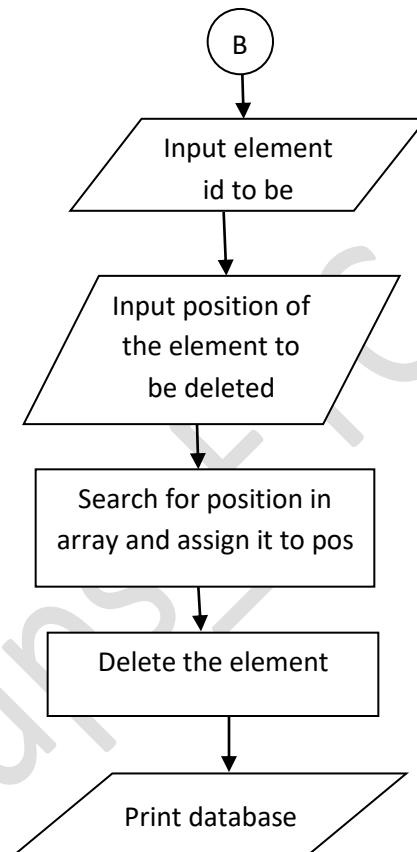 B
Input element
id to be
Input position of
the element to
be deleted
Search for position in
array and assign it to pos
Delete the element
Print database